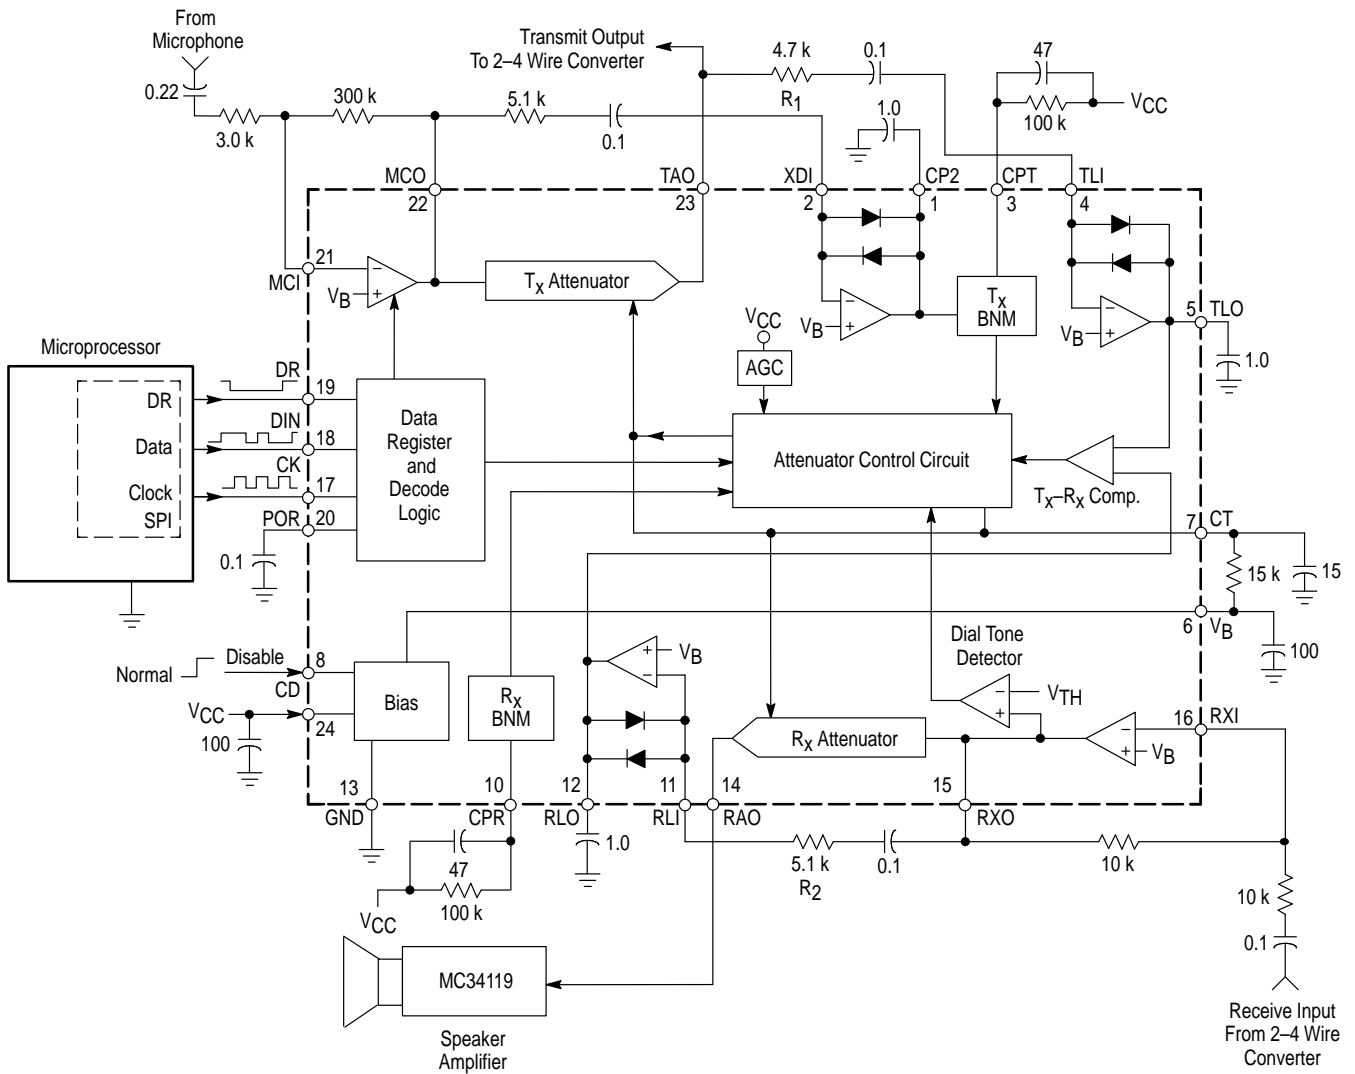 From
Microphone
0.22
3.0 k
300 k
5.1 k
0.1
Transmit Output
To 2–4 Wire Converter
4.7 k
R1
0.1
1.0
47
100 k
VCC
MCO
22
TAO
23
XDI
2
CP2
1
CPT
3
TLI
4
21
MCI
VB
–
+
Tx Attenuator
VB
–
+
Tx
BNM
VB
–
+
5
TLO
1.0
VCC
AGC
Microprocessor
DR
Data
Clock
SPI
DR
19
DIN
18
CK
17
POR
20
0.1
Data
Register
and
Decode
Logic
Attenuator Control Circuit
Tx–Rx Comp.
7
CT
15 k
15
6
VB
100
Normal
Disable
8
CD
VCC
24
100
Bias
Rx
BNM
+
–
VB
Dial Tone
Detector
–
+
VTH
Rx Attenuator
–
+
VB
16
RXI
13
GND
10
CPR
12
RLO
11
RLI
14
RAO
15
RXO
47
100 k
VCC
1.0
5.1 k
R2
0.1
10 k
10 k
0.1
MC34119
Speaker
Amplifier
Receive Input
From 2–4 Wire
Converter